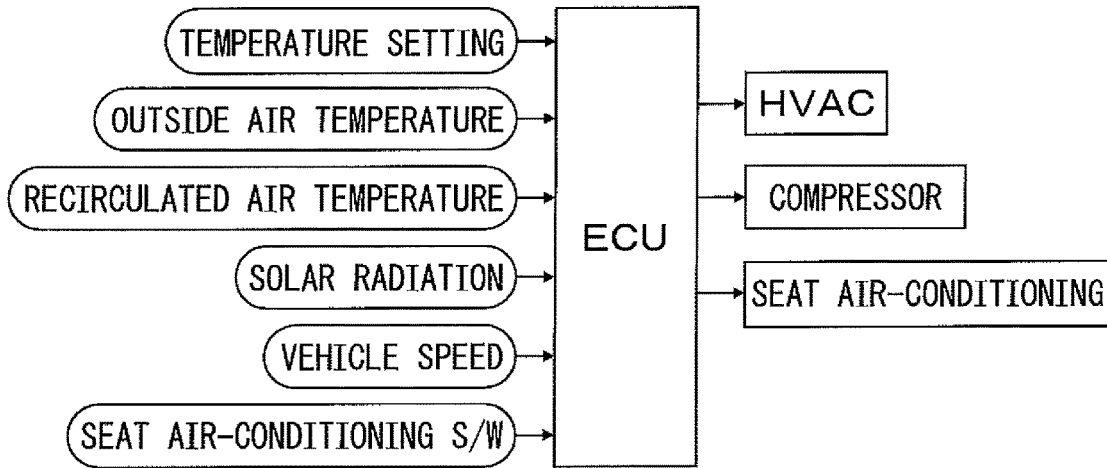 TEMPERATURE SETTING
OUTSIDE AIR TEMPERATURE
RECIRCULATED AIR TEMPERATURE
SOLAR RADIATION
VEHICLE SPEED
SEAT AIR-CONDITIONING S/W
ECU
HVAC
COMPRESSOR
SEAT AIR-CONDITIONING